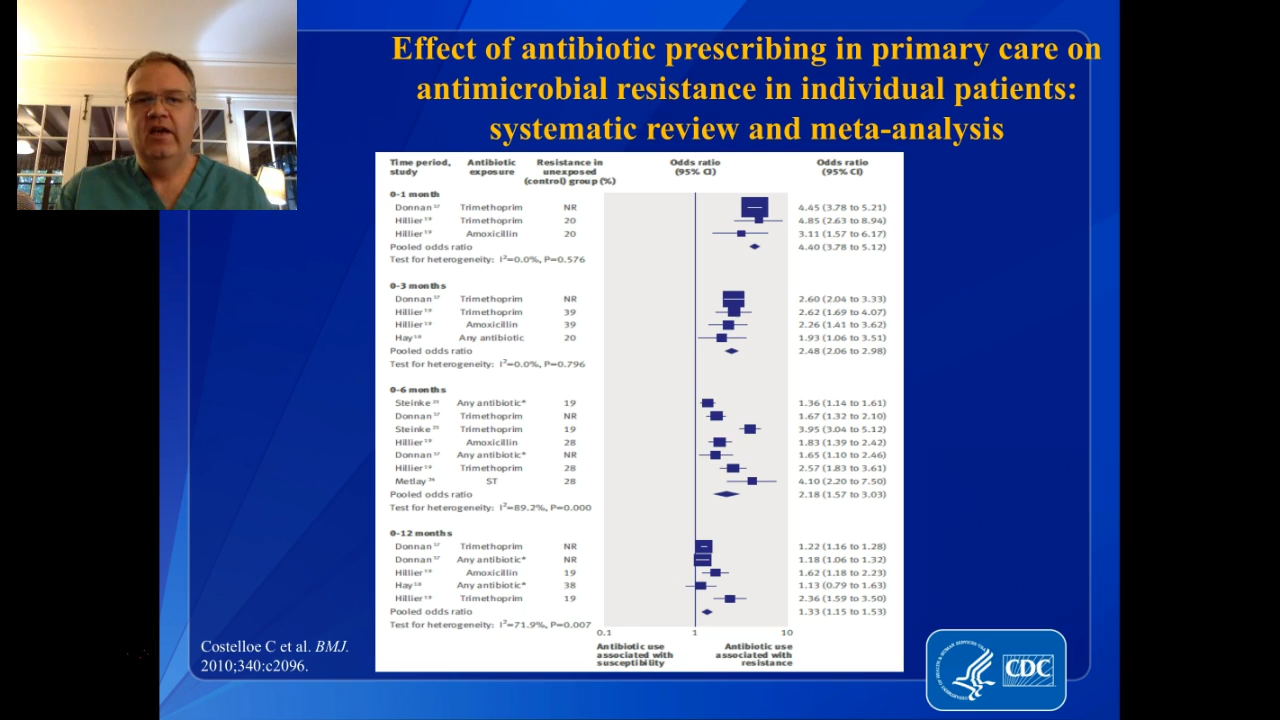 Effect of antibiotic prescribing in primary care on
antimicrobial resistance in individual patients:
systematic review and meta-analysis
Time period, study Antibiotic exposure Resistance in unexposed (control) group (%) Odds ratio (95% CI) Odds ratio (95% CI)
0-1 month
Donnan 17 Trimethoprim NR 4.45 (3.78 to 5.21)
Hillier 19 Trimethoprim 20 4.85 (2.63 to 8.94)
Hillier 19 Amoxicillin 20 3.11 (1.57 to 6.17)
Pooled odds ratio 4.40 (3.78 to 5.12)
Test for heterogeneity: I²=0.0%, P=0.576
0-3 months
Donnan 17 Trimethoprim NR 2.60 (2.04 to 3.33)
Hillier 19 Trimethoprim 39 2.62 (1.69 to 4.07)
Hillier 19 Amoxicillin 39 2.26 (1.41 to 3.62)
Hay 18 Any antibiotic 20 1.93 (1.06 to 3.51)
Pooled odds ratio 2.48 (2.06 to 2.98)
Test for heterogeneity: I²=0.0%, P=0.796
0-6 months
Steinke Any antibiotic* 19 1.36 (1.14 to 1.61)
Donnan 17 Trimethoprim NR 1.67 (1.32 to 2.10)
Steinke Trimethoprim 19 3.95 (3.04 to 5.12)
Hillier 19 Amoxicillin 28 1.83 (1.39 to 2.42)
Donnan 17 Any antibiotic* NR 1.65 (1.10 to 2.46)
Hillier 19 Trimethoprim 28 2.57 (1.83 to 3.61)
Metlay ST 28 4.10 (2.20 to 7.50)
Pooled odds ratio 2.18 (1.57 to 3.03)
Test for heterogeneity: I²=89.2%, P=0.000
0-12 months
Donnan 17 Trimethoprim NR 1.22 (1.16 to 1.28)
Donnan 17 Any antibiotic* NR 1.18 (1.06 to 1.32)
Hillier 19 Amoxicillin 19 1.62 (1.18 to 2.23)
Hay 18 Any antibiotic* 38 1.13 (0.79 to 1.63)
Hillier 19 Trimethoprim 19 2.36 (1.59 to 3.50)
Pooled odds ratio 1.33 (1.15 to 1.53)
Test for heterogeneity: I²=71.9%, P=0.007
0.1 1 10
Antibiotic use associated with susceptibility Antibiotic use associated with resistance
Costelloe C et al. BMJ.
2010;340:c2096.
CDC